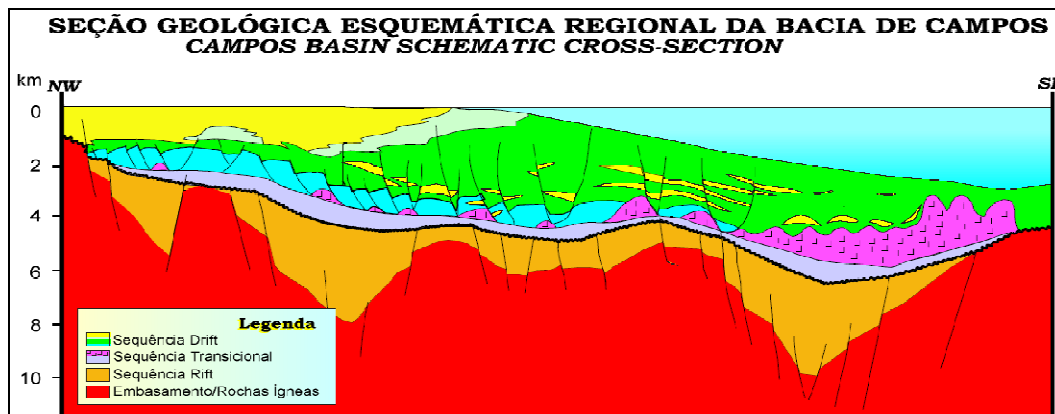 SEÇÃO GEOLÓGICA ESQUEMÁTICA REGIONAL DA BACIA DE CAMPOS
CAMPOS BASIN SCHEMATIC CROSS-SECTION
km NW
0
2
4
6
8
10
Legenda
Sequência Drift
Sequência Transicional
Sequência Rift
Embasamento/Rochas Ígneas